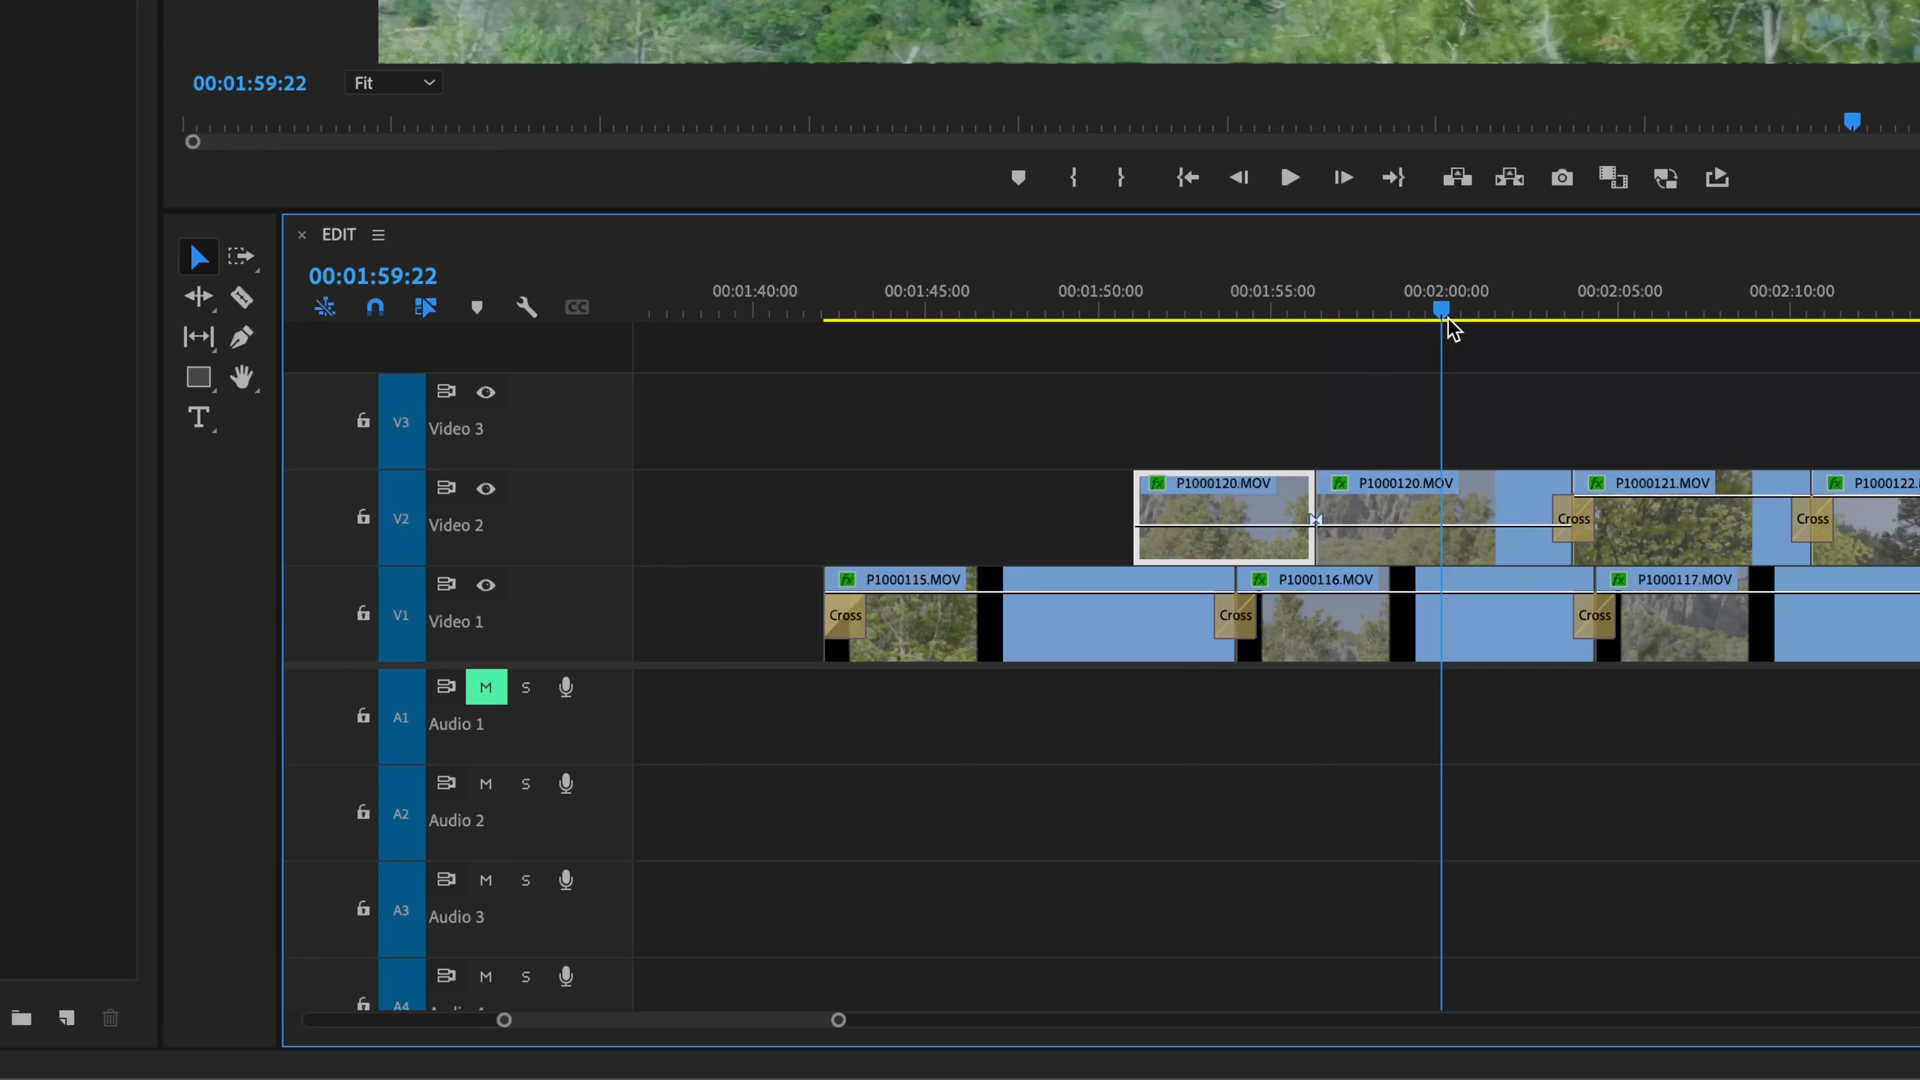 00:01:59:22 Fit
EDIT
00:01:59:22
00:01:40:00 00:01:45:00 00:01:50:00 00:01:55:00 00:02:00:00 00:02:05:00 00:02:10:00
CC
V3 Video 3
P1000120.MOV P1000120.MOV P1000121.MOV P1000122.
V2 Video 2
Cross Cross
P1000115.MOV P1000116.MOV P1000117.MOV
V1 Video 1
Cross Cross Cross
M S
A1 Audio 1
M S
A2 Audio 2
M S
A3 Audio 3
M S
A4